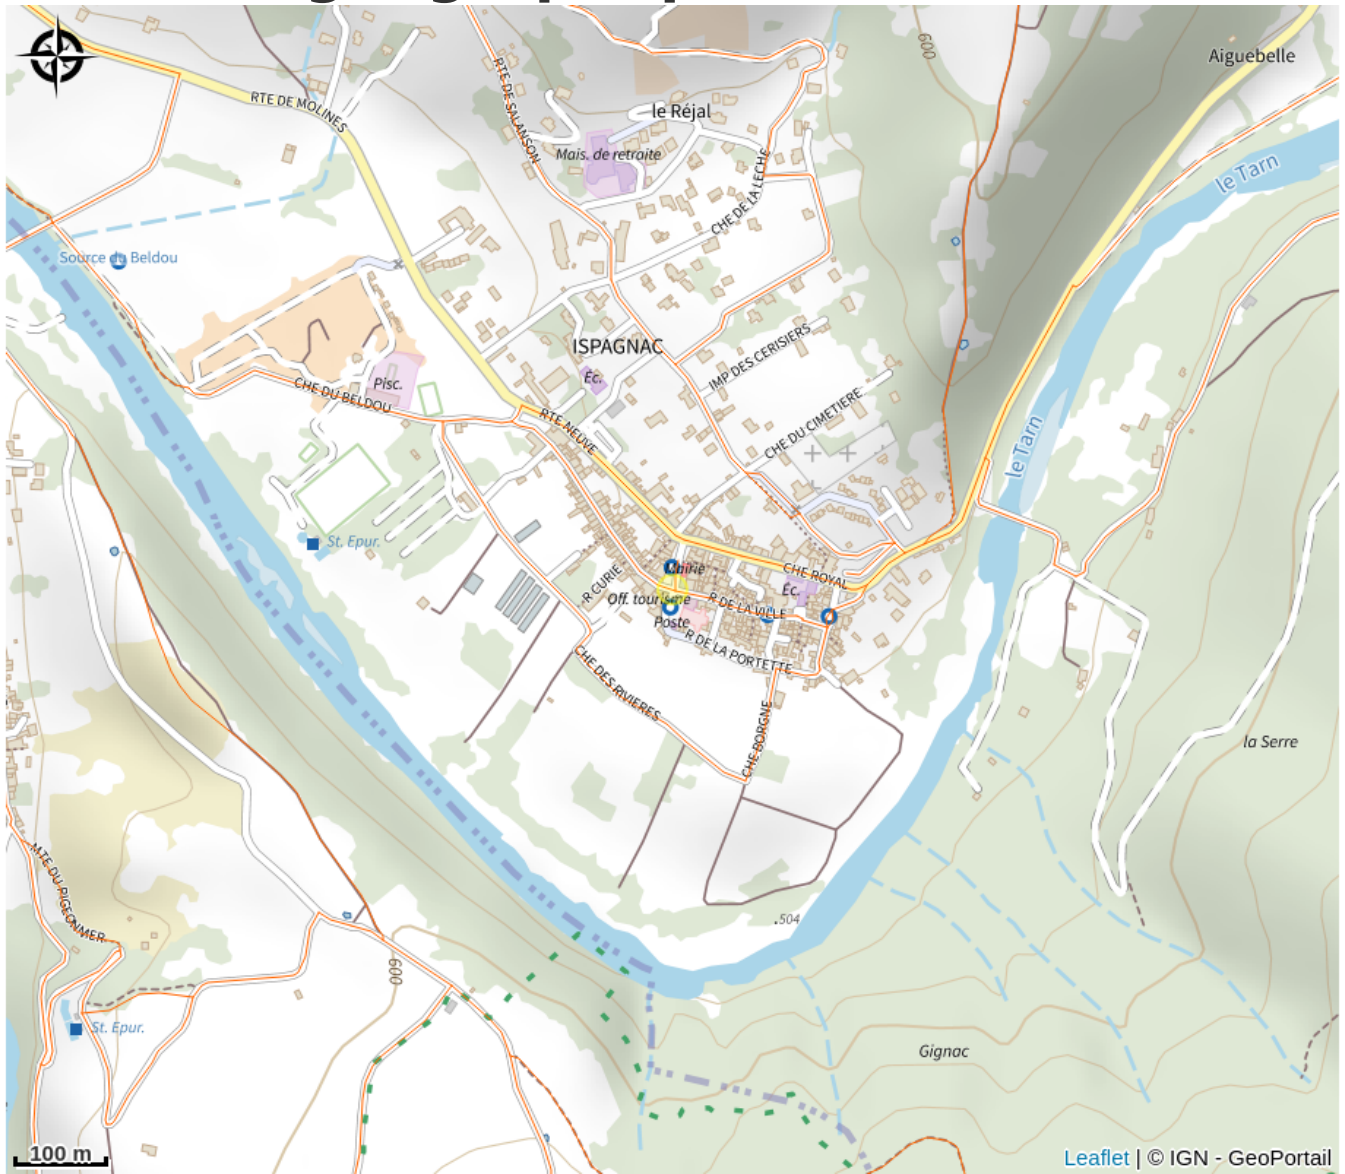 600
Aiguebelle
RTE DE SALANSON
RTE DE MOLINES
le Réjal
Mais. de retraite
CHE DE LA LECHE
le Tarn
Source du Beldou
ISPAGNAC
IMP DES CERISIERS
Éc.
Pisc.
CHE DU BELDOU
RTE NEUVE
CHE DU CIMETIERE
le Tarn
St. Epur.
Mairie
CHE ROYAL
R CURIE
Éc.
Off. tourisme
R DE LA VILLE
Poste
R DE LA PORTETTE
CHE DES RIVIERES
CHE BORGNE
la Serre
MTE DU PIGEONNIER
.504
600
St. Epur.
Gignac
100 m
Leaflet | © IGN - GeoPortail